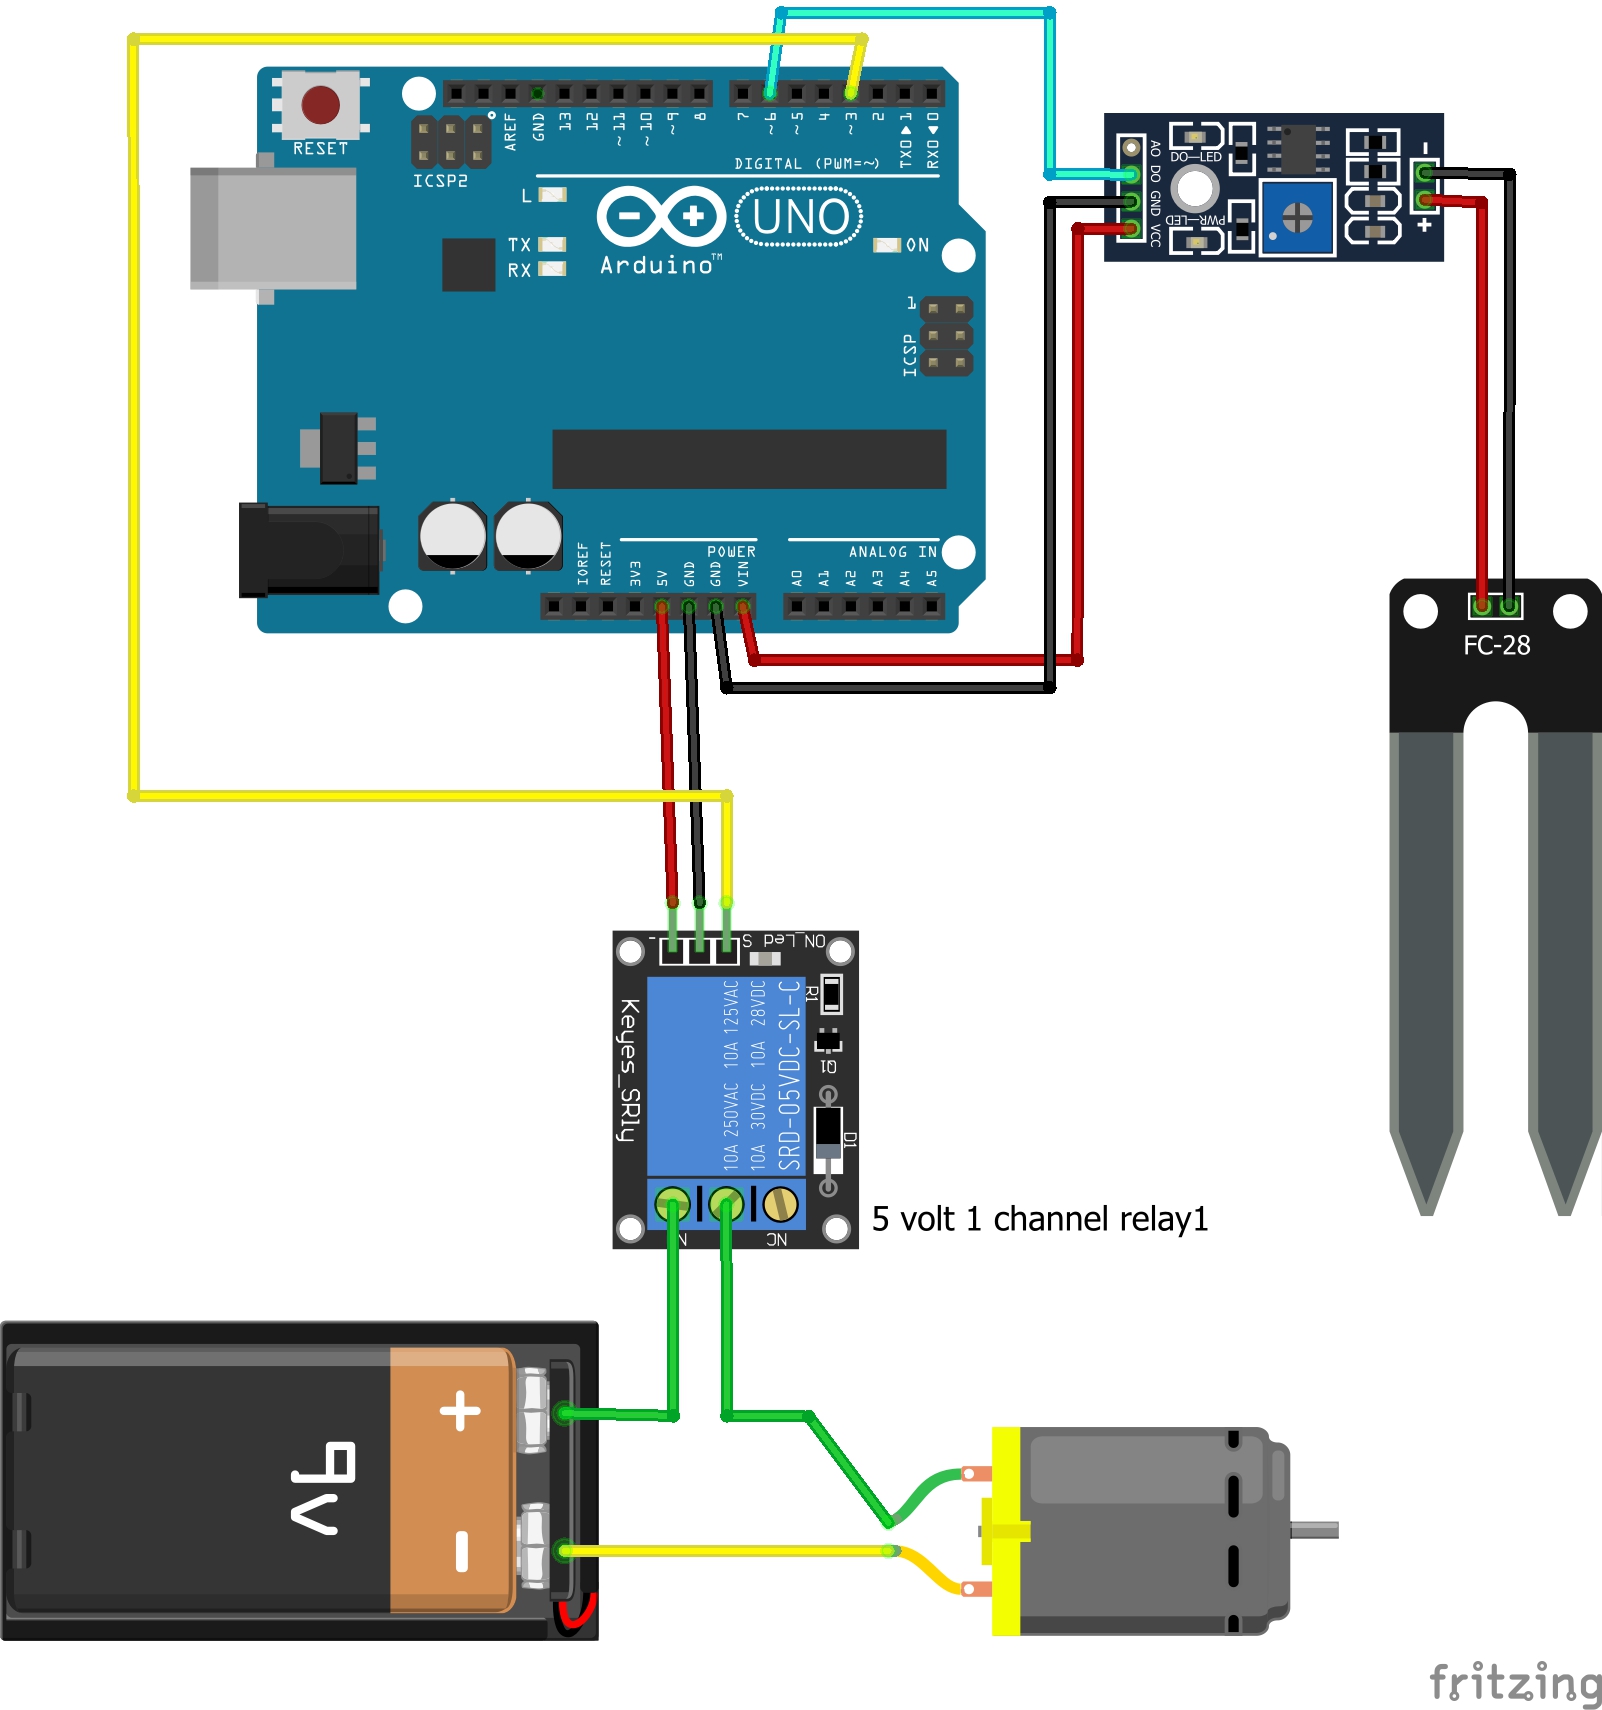 RESET
ICSP2
AREF
GND
13
12
~11
~10
~9
8
7
~6
~5
4
~3
2
TX0 1
RX0 0
DIGITAL (PWM=~)
L
TX
RX
UNO
Arduino™
ON
1
ICSP
IOREF
RESET
3V3
5V
GND
GND
VIN
POWER
ANALOG IN
A0
A1
A2
A3
A4
A5
AO
DO
GND
VCC
DO-LED
PWR-LED
-
+
FC-28
-
S
ON_Led
Keyes_SRly
10A 250VAC 10A 125VAC
10A 30VDC 10A 28VDC
SRD-05VDC-SL-C
R1
Q1
D1
N
NC
5 volt 1 channel relay1
+
-
9v
fritzing